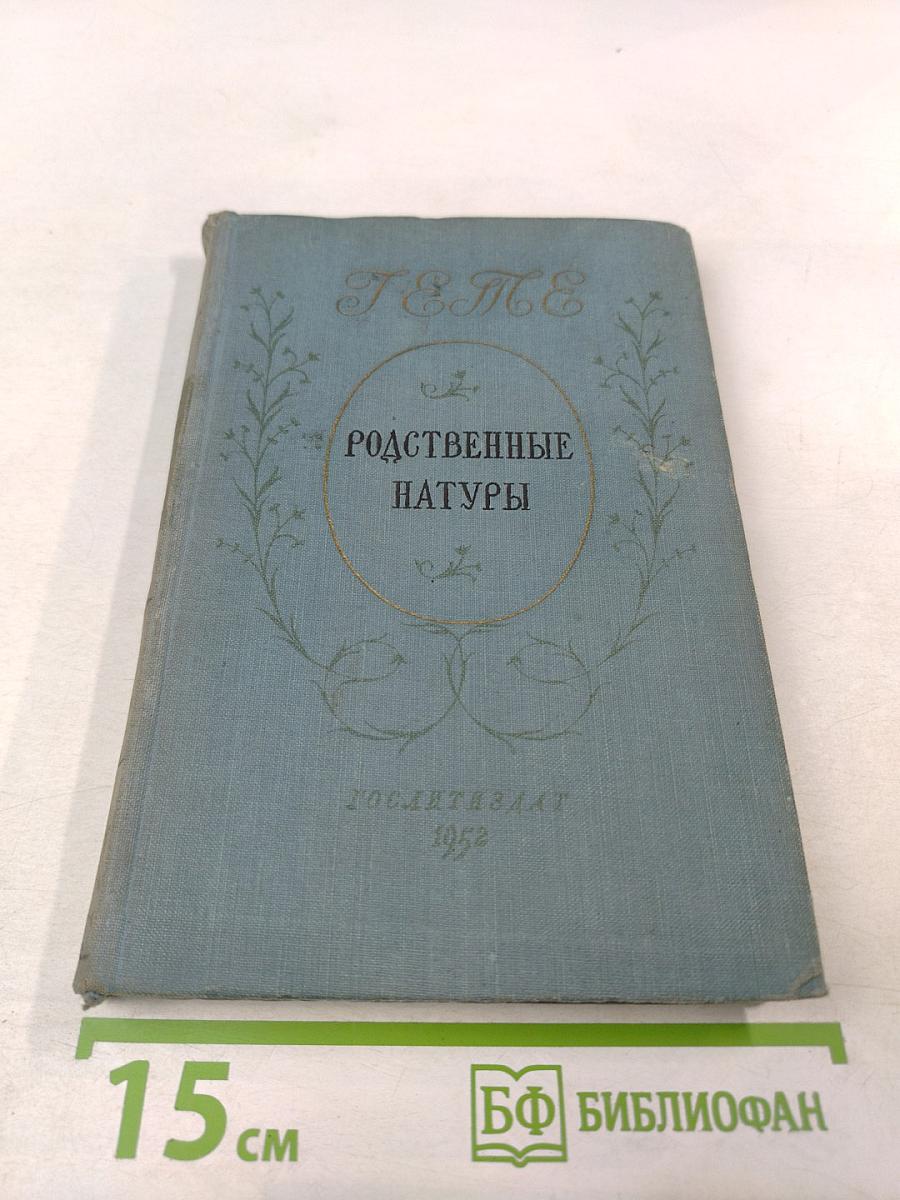 ГЕТЕ
РОДСТВЕННЫЕ
НАТУРЫ
ГОСЛИТИЗДАТ
1952
15 см
БФ БИБЛИОФАН